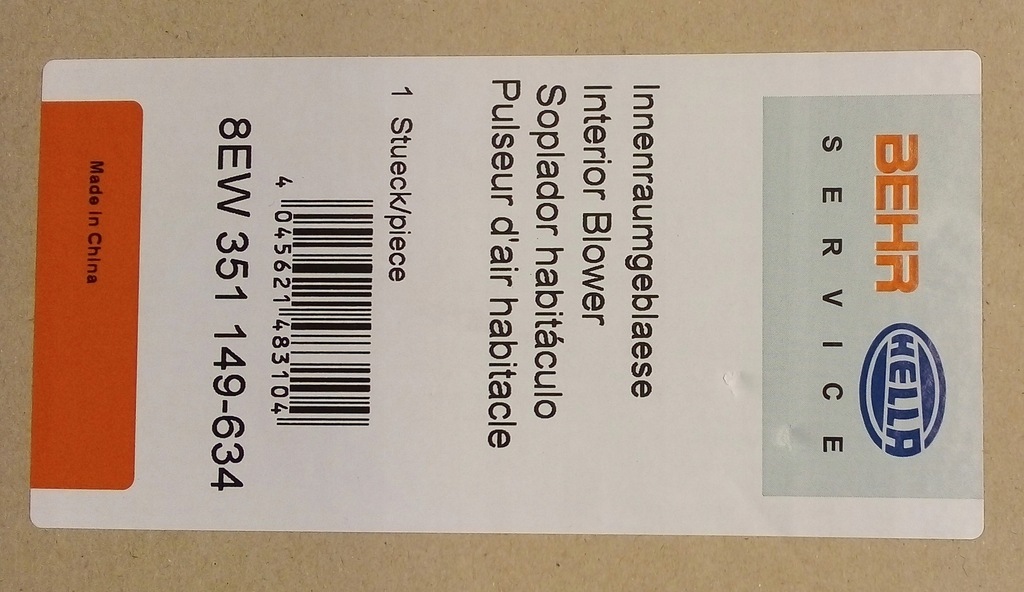 BEHR HELLA
SERVICE
Innenraumgeblaese
Interior Blower
Soplador habitáculo
Pulseur d'air habitacle
1 Stueck/piece
4 045621 483104
8EW 351 149-634
Made in China